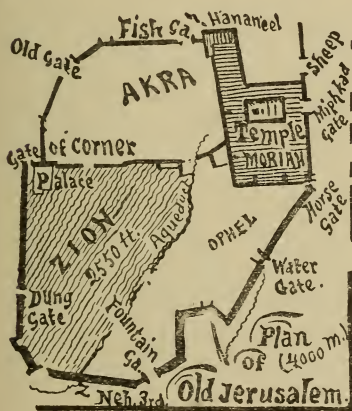 Fish Ga.
Hananeel
Old Gate
AKRA
Sheep
Miphkad
gate
Temple
MORIAH
Gate of Corner
Palace
Horse
Gate
ZION
2550 ft.
Aqueduct
OPHEL
Water
Gate.
Dung
Gate
Fountain
Ga.
Plan
of (4000 m.)
Old Jerusalem.
Neh. 3rd